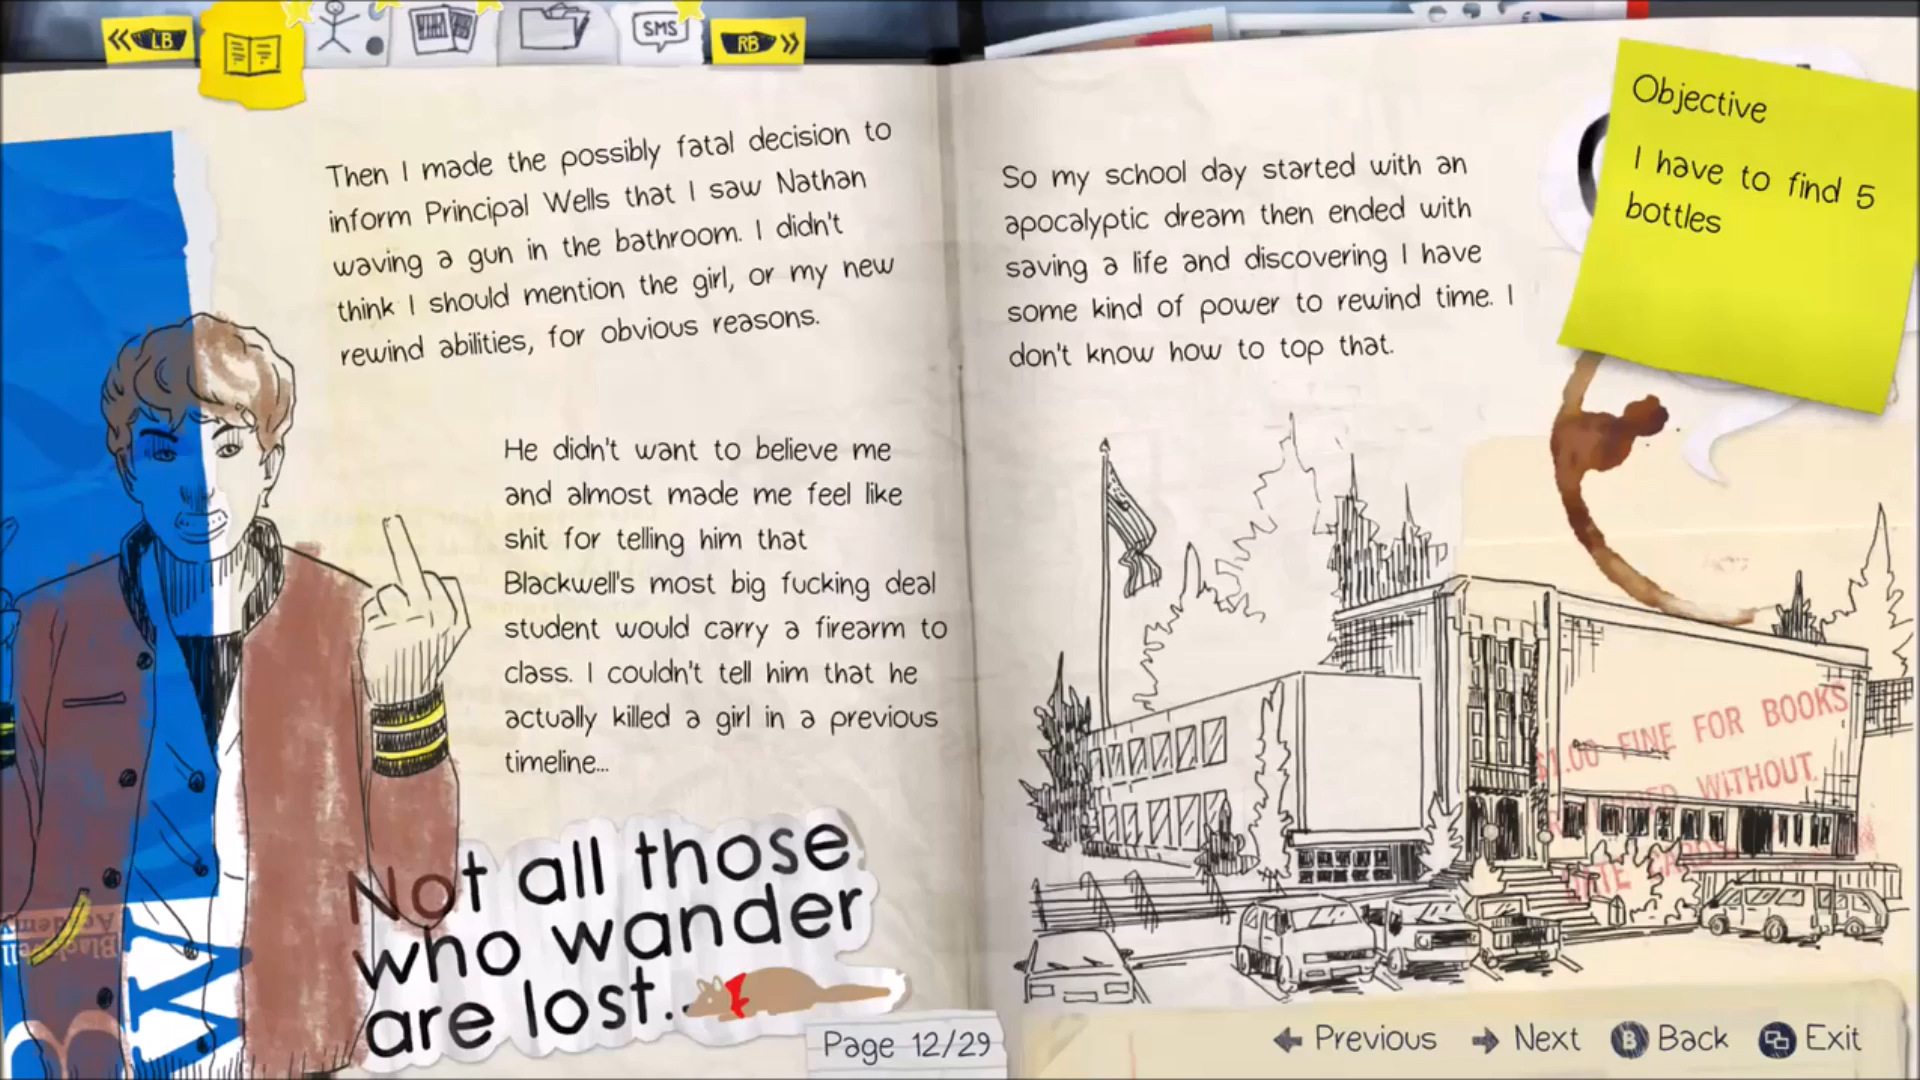 LB
SMS
RB
Then I made the possibly fatal decision to
inform Principal Wells that I saw Nathan
waving a gun in the bathroom. I didn't
think I should mention the girl, or my new
rewind abilities, for obvious reasons.
He didn't want to believe me
and almost made me feel like
shit for telling him that
Blackwell's most big fucking deal
student would carry a firearm to
class. I couldn't tell him that he
actually killed a girl in a previous
timeline...
Not all those
who wander
are lost...
Page 12/29
So my school day started with an
apocalyptic dream then ended with
saving a life and discovering I have
some kind of power to rewind time. I
don't know how to top that.
Objective
I have to find 5
bottles
$1.00 FINE FOR BOOKS
WITHOUT
Previous
Next
B
Back
Exit